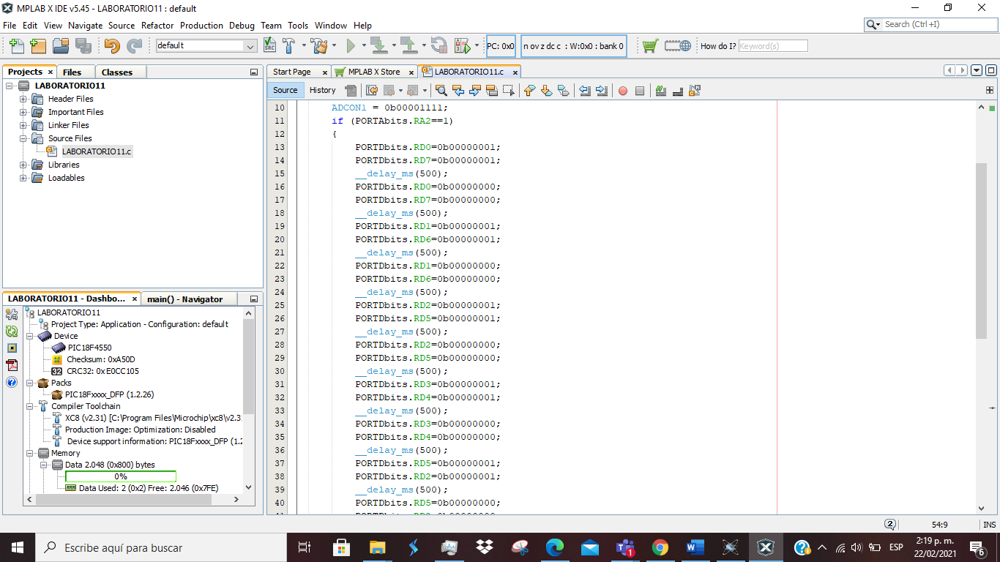 MPLAB X IDE v5.45 - LABORATORIO11 : default
File Edit View Navigate Source Refactor Production Debug Team Tools Window Help
Search (Ctrl+I)
default
PC: 0x0
n ov z dc c : W:0x0 : bank 0
How do I?
Keyword(s)
Projects
Files
Classes
LABORATORIO11
Header Files
Important Files
Linker Files
Source Files
LABORATORIO11.c
Libraries
Loadables
LABORATORIO11 - Dashbo...
main() - Navigator
LABORATORIO11
Project Type: Application - Configuration: default
Device
PIC18F4550
Checksum: 0xA50D
32 CRC32: 0xE0CC105
Packs
PIC18Fxxxx_DFP (1.2.26)
Compiler Toolchain
XC8 (v2.31) [C:\Program Files\Microchip\xc8\v2.31
Production Image: Optimization: Disabled
Device support information: PIC18Fxxxx_DFP (1.2
Memory
Data 2.048 (0x800) bytes
0%
Data Used: 2 (0x2) Free: 2.046 (0x7FE)
Start Page
MPLAB X Store
LABORATORIO11.c
Source
History
10 ADCON1 = 0b00001111;
11 if (PORTAbits.RA2==1)
12 {
13 PORTDbits.RD0=0b00000001;
14 PORTDbits.RD7=0b00000001;
15 __delay_ms(500);
16 PORTDbits.RD0=0b00000000;
17 PORTDbits.RD7=0b00000000;
18 __delay_ms(500);
19 PORTDbits.RD1=0b00000001;
20 PORTDbits.RD6=0b00000001;
21 __delay_ms(500);
22 PORTDbits.RD1=0b00000000;
23 PORTDbits.RD6=0b00000000;
24 __delay_ms(500);
25 PORTDbits.RD2=0b00000001;
26 PORTDbits.RD5=0b00000001;
27 __delay_ms(500);
28 PORTDbits.RD2=0b00000000;
29 PORTDbits.RD5=0b00000000;
30 __delay_ms(500);
31 PORTDbits.RD3=0b00000001;
32 PORTDbits.RD4=0b00000001;
33 __delay_ms(500);
34 PORTDbits.RD3=0b00000000;
35 PORTDbits.RD4=0b00000000;
36 __delay_ms(500);
37 PORTDbits.RD5=0b00000001;
38 PORTDbits.RD2=0b00000001;
39 __delay_ms(500);
40 PORTDbits.RD5=0b00000000;
2
54:9
INS
Escribe aquí para buscar
1
ESP
2:19 p. m.
22/02/2021
6